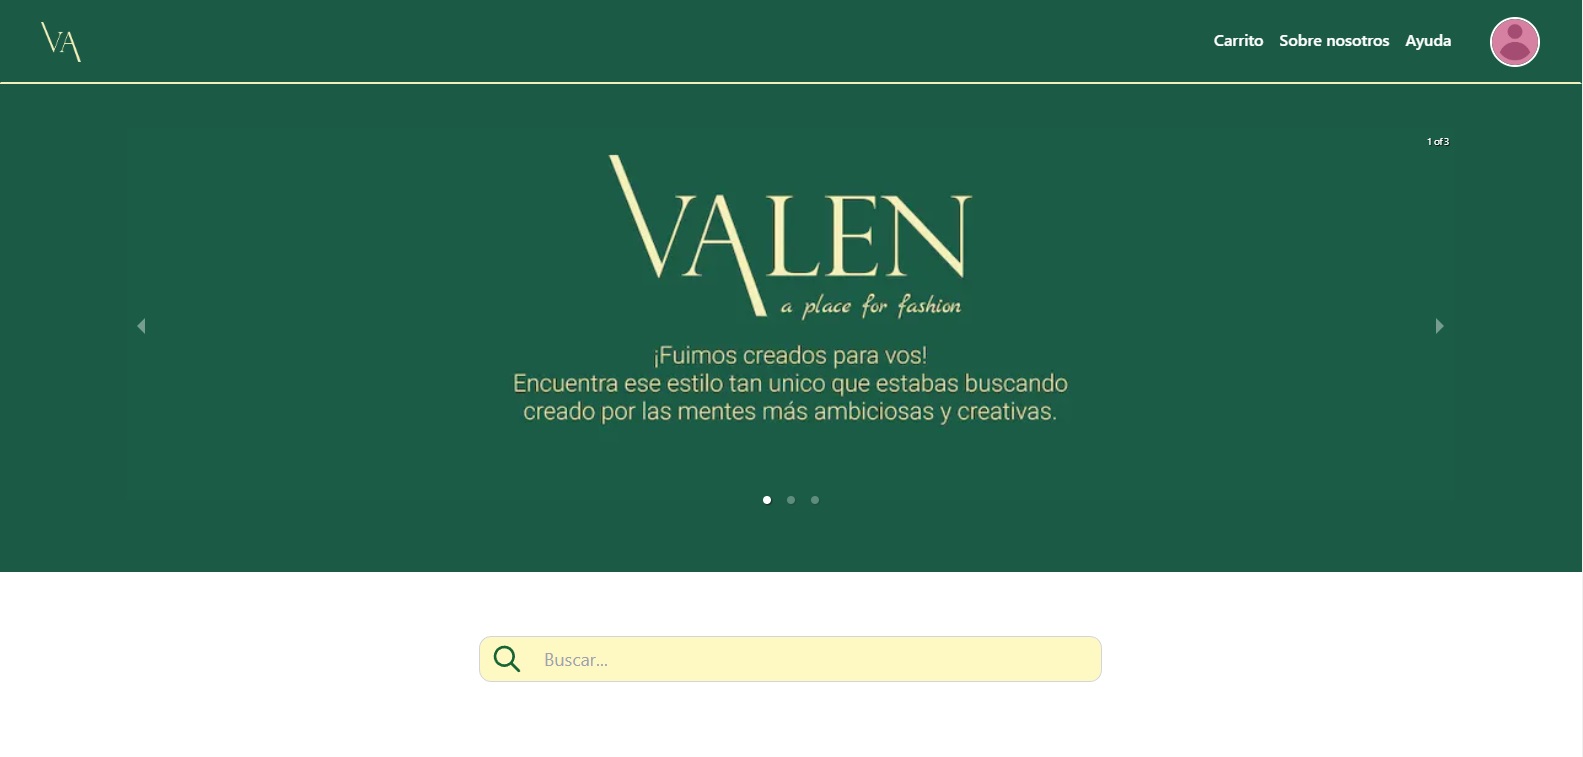 VA
Carrito Sobre nosotros Ayuda
1 of 3
VALEN
a place for fashion
¡Fuimos creados para vos!
Encuentra ese estilo tan unico que estabas buscando
creado por las mentes más ambiciosas y creativas.
Buscar...